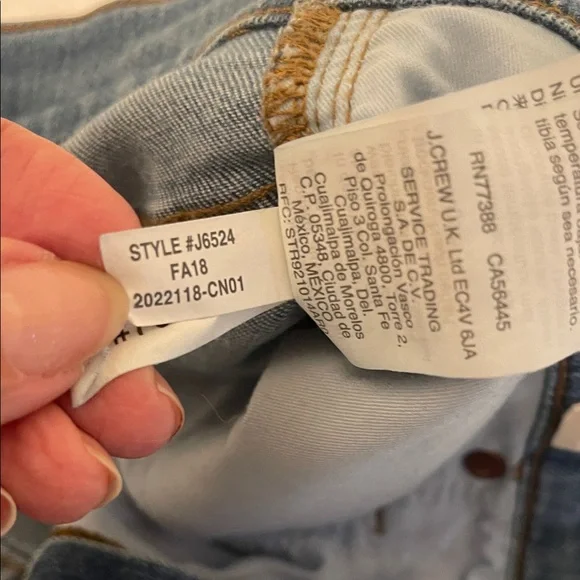 STYLE #J6524
FA18
2022118-CN01
RN77388 CA56445
J.CREW U.K. Ltd EC4V 6JA
SERVICE TRADING
S.A. DE C.V.
Prolongación Vasco
de Quiroga 4800, Torre 2,
Piso 3 Col. Santa Fe
Cuajimalpa, Del.
Cuajimalpa de Morelos
C.P. 05348, Ciudad de
México, MEXICO
temperat
tibia según sea necesario.